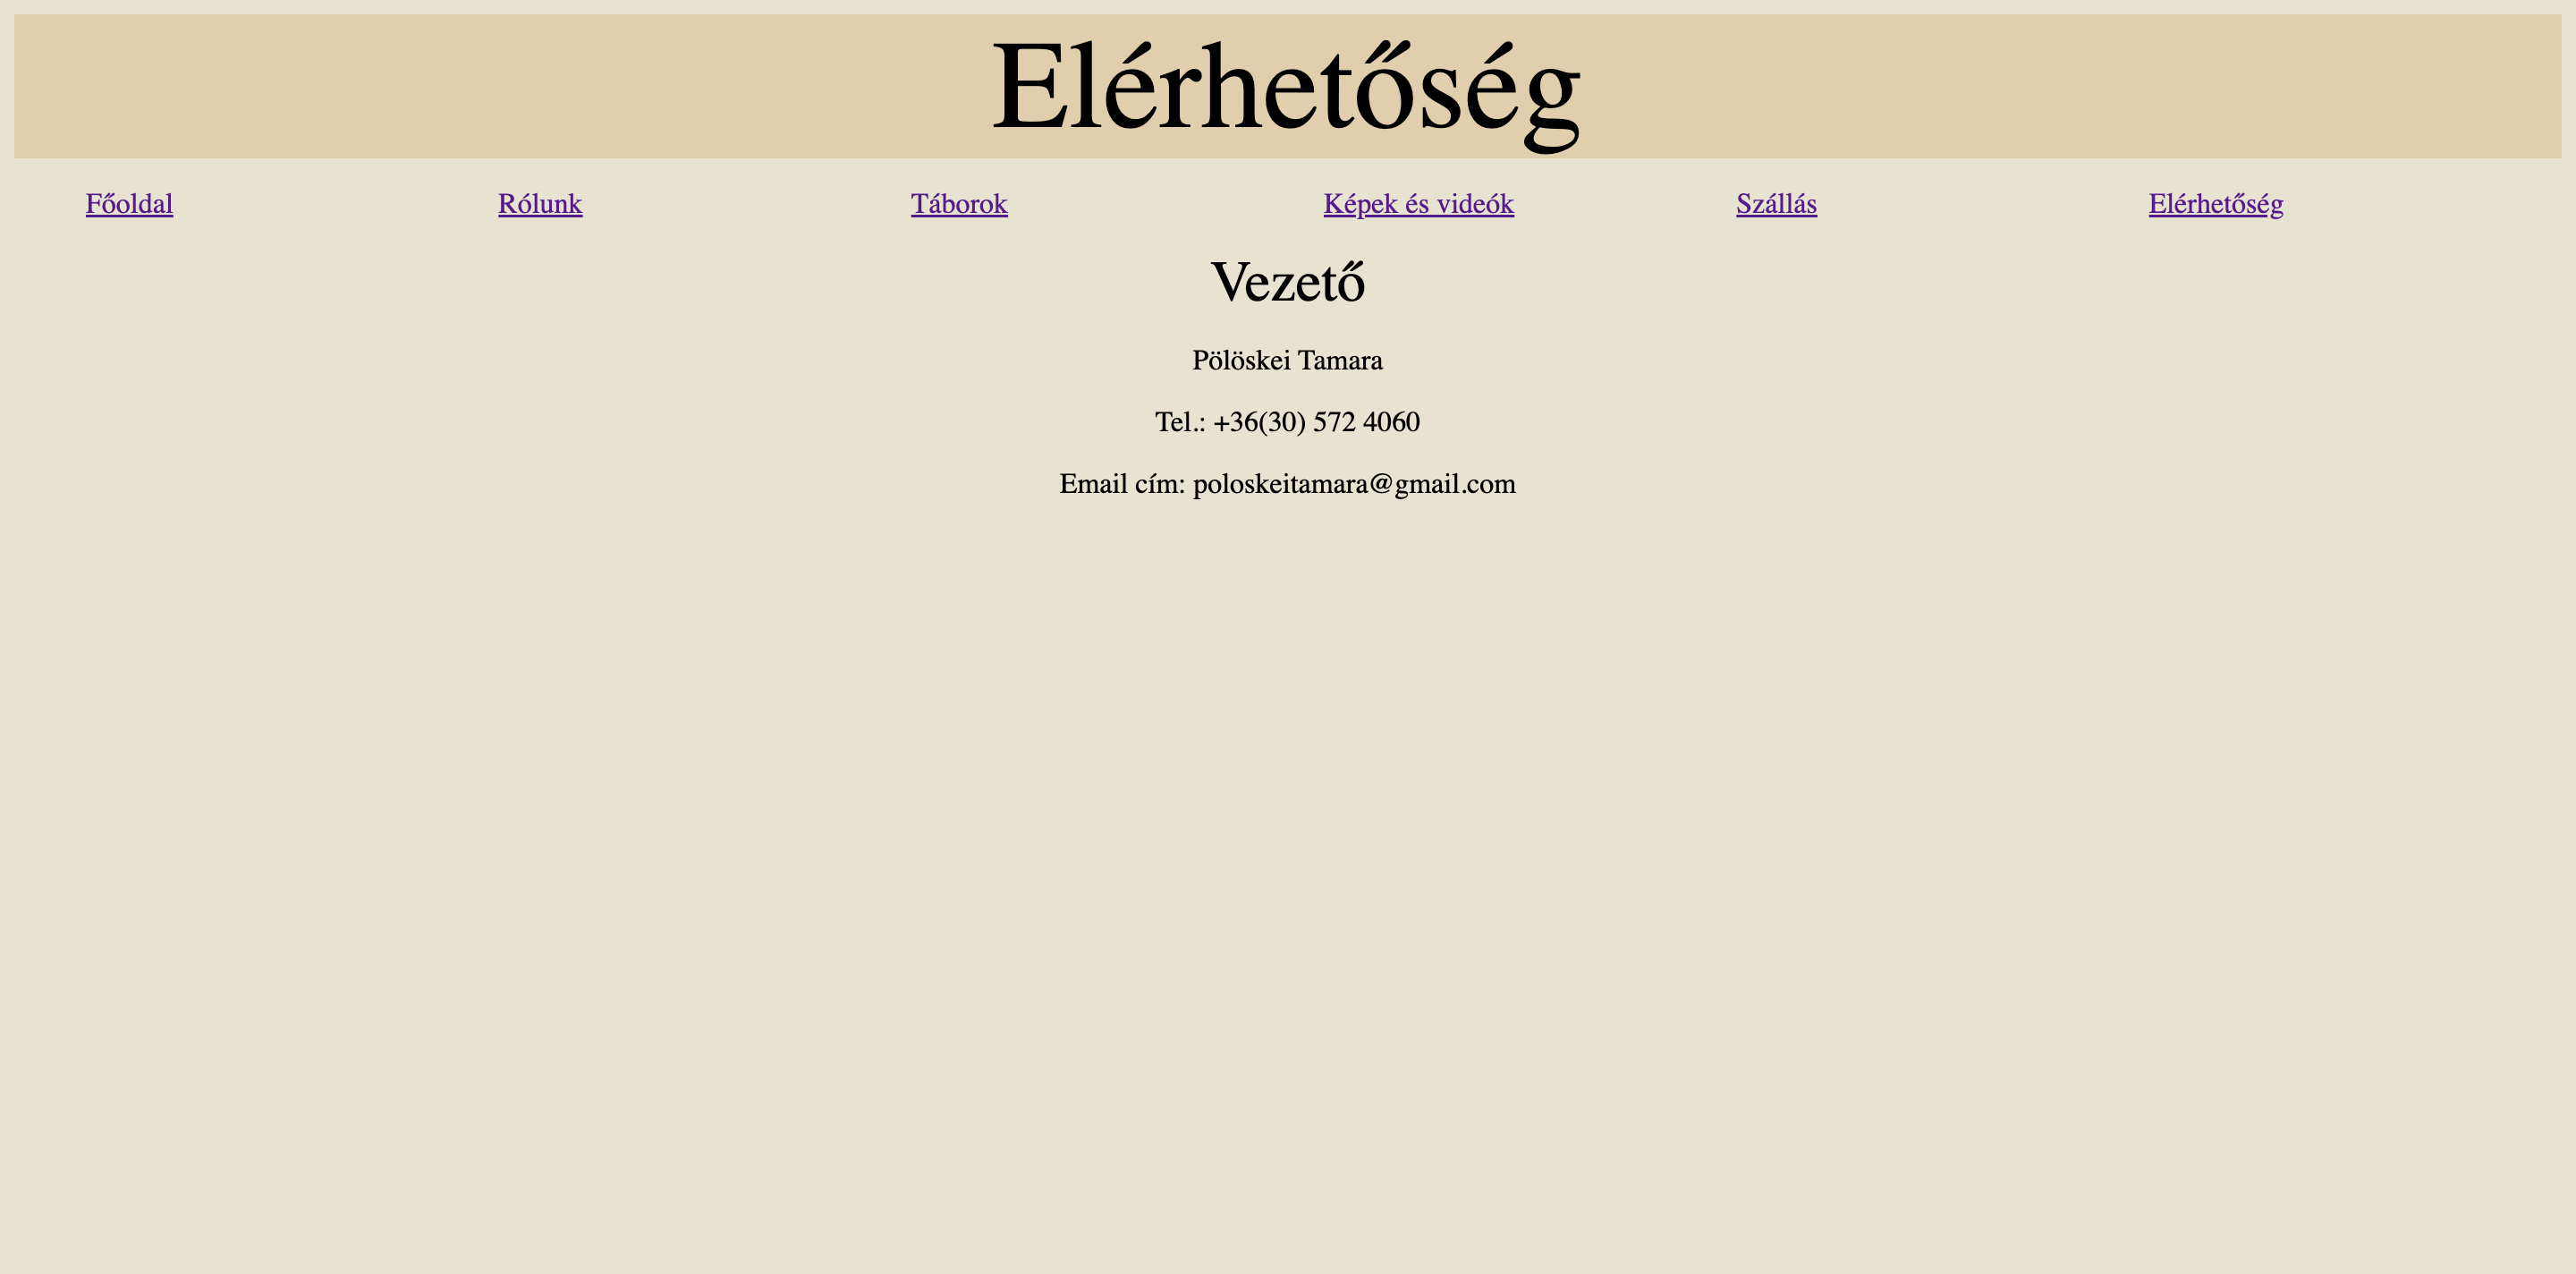 Elérhetőség
Főoldal Rólunk Táborok Képek és videók Szállás Elérhetőség
Vezető
Pölöskei Tamara
Tel.: +36(30) 572 4060
Email cím: poloskeitamara@gmail.com